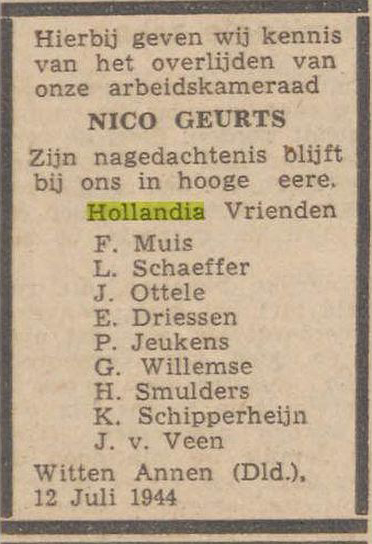 Hierbij geven wij kennis
van het overlijden van
onze arbeidskameraad
NICO GEURTS
Zijn nagedachtenis blijft
bij ons in hooge eere.
Hollandia Vrienden
F. Muis
L. Schaeffer
J. Ottele
E. Driessen
P. Jeukens
G. Willemse
H. Smulders
K. Schipperheijn
J. v. Veen
Witten Annen (Dld.),
12 Juli 1944